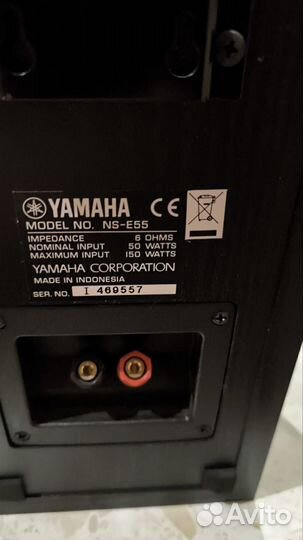 YAMAHA CE
MODEL NO. NS-E55
IMPEDANCE 6 OHMS
NOMINAL INPUT 50 WATTS
MAXIMUM INPUT 150 WATTS
YAMAHA CORPORATION
MADE IN INDONESIA
SER. NO. I 469557
Avito